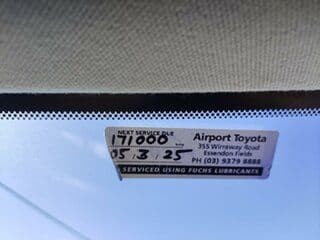 NEXT SERVICE DUE
171000
05 / 3 / 25
Airport Toyota
355 Wirraway Road
Essendon Fields
PH (03) 9379 8888
SERVICED USING FUCHS LUBRICANTS